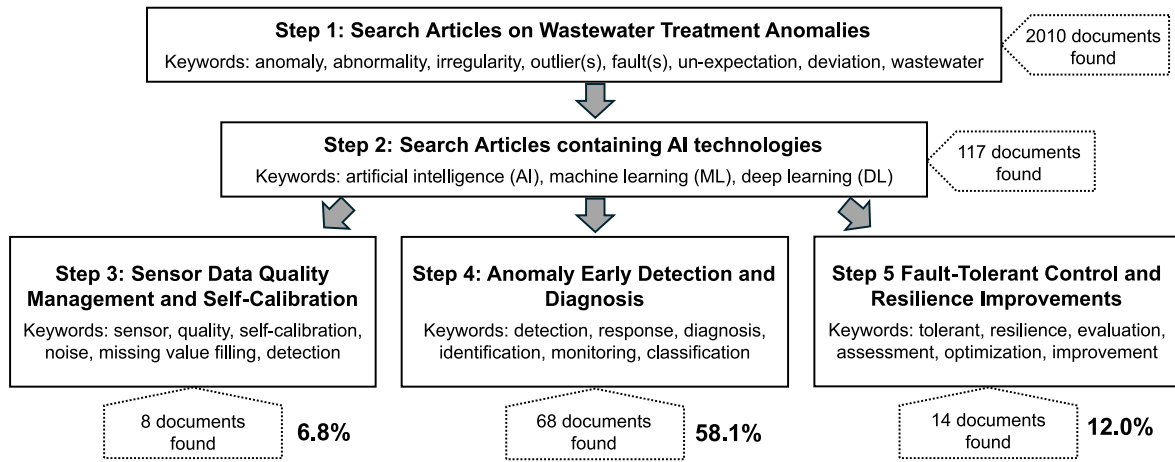 Step 1: Search Articles on Wastewater Treatment Anomalies
Keywords: anomaly, abnormality, irregularity, outlier(s), fault(s), un-expectation, deviation, wastewater
2010 documents
found
Step 2: Search Articles containing AI technologies
Keywords: artificial intelligence (AI), machine learning (ML), deep learning (DL)
117 documents
found
Step 3: Sensor Data Quality
Management and Self-Calibration
Keywords: sensor, quality, self-calibration,
noise, missing value filling, detection
8 documents
found
6.8%
Step 4: Anomaly Early Detection and
Diagnosis
Keywords: detection, response, diagnosis,
identification, monitoring, classification
68 documents
found
58.1%
Step 5 Fault-Tolerant Control and
Resilience Improvements
Keywords: tolerant, resilience, evaluation,
assessment, optimization, improvement
14 documents
found
12.0%